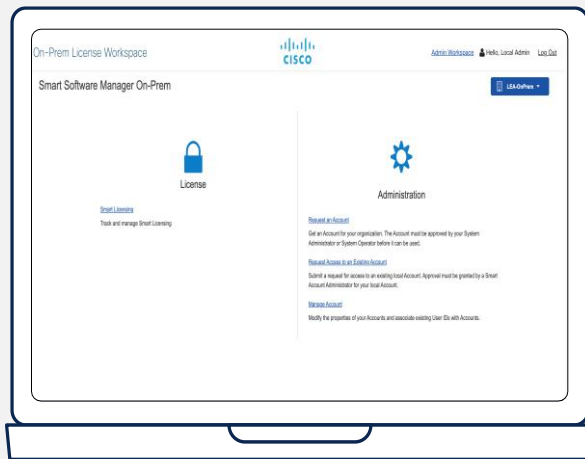 On-Prem License Workspace
CISCO
Admin Workspace Hello, Local Admin Log Out
Smart Software Manager On-Prem
LSA-OnPrem
License
Smart Licensing
Track and manage Smart Licensing
Administration
Request an Account
Get an Account for your organization. The Account must be approved by your System
Administrator or System Operator before it can be used.
Request Access to an Existing Account
Submit a request for access to an existing local Account. Approval must be granted by a Smart
Account Administrator for your local Account.
Manage Account
Modify the properties of your Accounts and associate existing User IDs with Accounts.